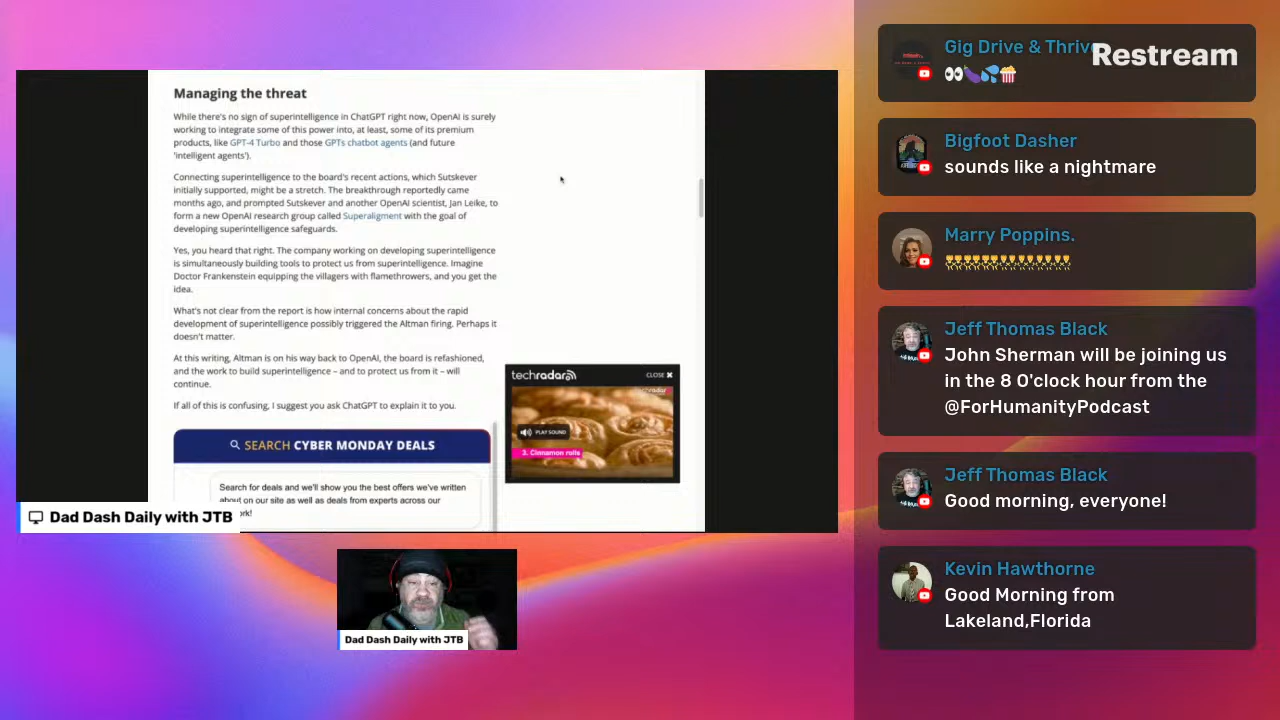 Managing the threat
While there's no sign of superintelligence in ChatGPT right now, OpenAI is surely
working to integrate some of this power into, at least, some of its premium
products, like GPT-4 Turbo and those GPTs chatbot agents (and future
'intelligent agents').
Connecting superintelligence to the board's recent actions, which Sutskever
initially supported, might be a stretch. The breakthrough reportedly came
months ago, and prompted Sutskever and another OpenAI scientist, Jan Leike, to
form a new OpenAI research group called Superaligment with the goal of
developing superintelligence safeguards.
Yes, you heard that right. The company working on developing superintelligence
is simultaneously building tools to protect us from superintelligence. Imagine
Doctor Frankenstein equipping the villagers with flamethrowers, and you get the
idea.
What's not clear from the report is how internal concerns about the rapid
development of superintelligence possibly triggered the Altman firing. Perhaps it
doesn't matter.
At this writing, Altman is on his way back to OpenAI, the board is refashioned,
and the work to build superintelligence – and to protect us from it – will
continue.
If all of this is confusing, I suggest you ask ChatGPT to explain it to you.
SEARCH CYBER MONDAY DEALS
Search for deals and we'll show you the best offers we've written
about on our site as well as deals from experts across our
ork!
techradar
CLOSE ✖
techradar
PLAY SOUND
3. Cinnamon rolls
Dad Dash Daily with JTB
Dad Dash Daily with JTB
Restream
Gig Drive & Thrive
👀🍆💦🍿
Bigfoot Dasher
sounds like a nightmare
Marry Poppins.
Jeff Thomas Black
John Sherman will be joining us
in the 8 O'clock hour from the
@ForHumanityPodcast
Jeff Thomas Black
Good morning, everyone!
Kevin Hawthorne
Good Morning from
Lakeland,Florida